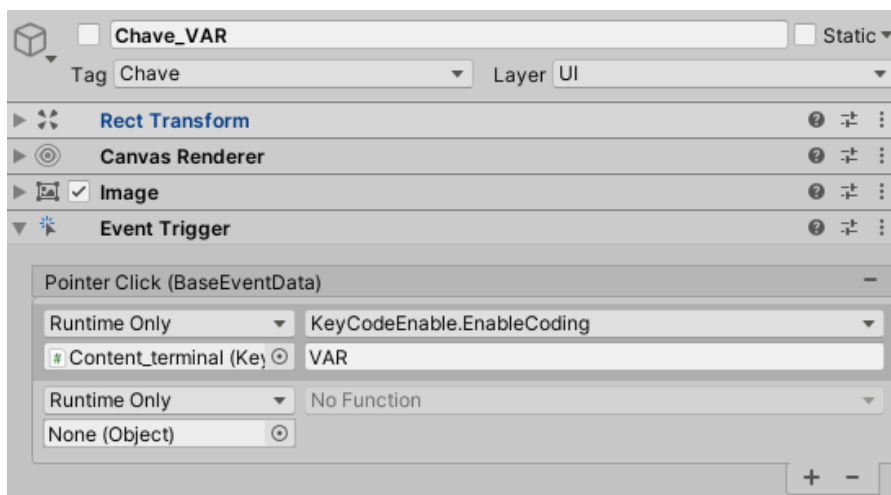 Chave_VAR Static
Tag Chave Layer UI
Rect Transform
Canvas Renderer
Image
Event Trigger
Pointer Click (BaseEventData)
Runtime Only KeyCodeEnable.EnableCoding
Content_terminal (Key VAR
Runtime Only No Function
None (Object)